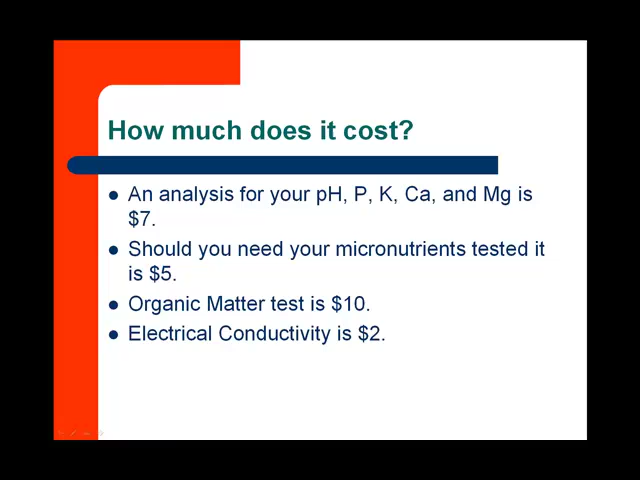 How much does it cost?
An analysis for your pH, P, K, Ca, and Mg is
$7.
Should you need your micronutrients tested it
is $5.
Organic Matter test is $10.
Electrical Conductivity is $2.